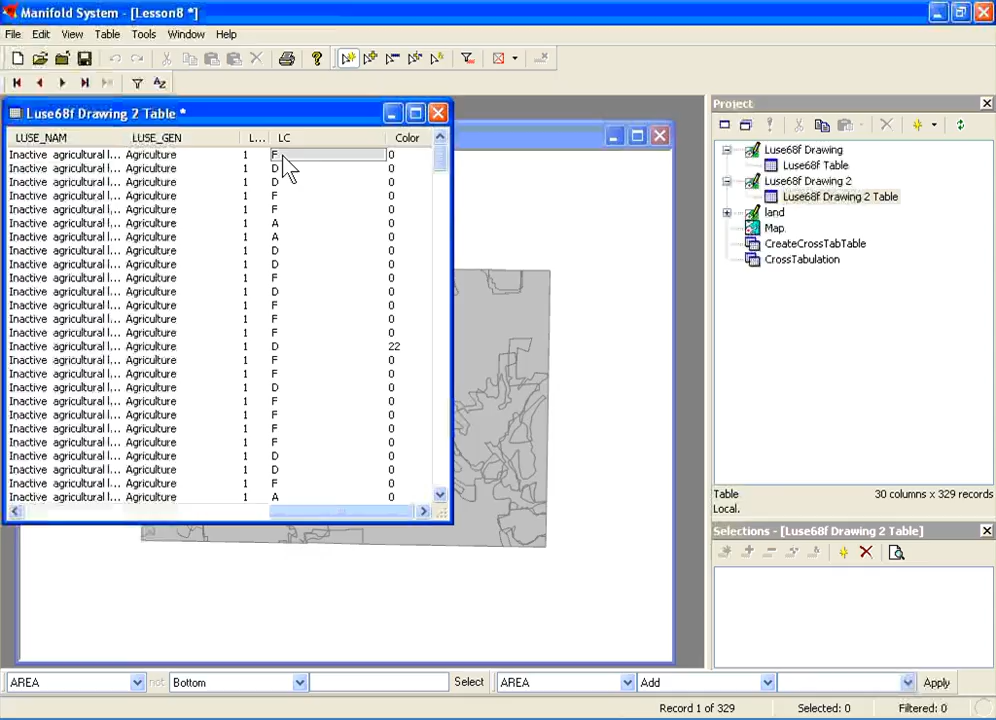 Manifold System - [Lesson8 *]
File Edit View Table Tools Window Help
Luse68f Drawing 2 Table *
LUSE_NAM LUSE_GEN L... LC Color
Inactive agricultural l... Agriculture 1 F 0
Inactive agricultural l... Agriculture 1 D 0
Inactive agricultural l... Agriculture 1 D 0
Inactive agricultural l... Agriculture 1 F 0
Inactive agricultural l... Agriculture 1 F 0
Inactive agricultural l... Agriculture 1 A 0
Inactive agricultural l... Agriculture 1 A 0
Inactive agricultural l... Agriculture 1 D 0
Inactive agricultural l... Agriculture 1 D 0
Inactive agricultural l... Agriculture 1 F 0
Inactive agricultural l... Agriculture 1 D 0
Inactive agricultural l... Agriculture 1 F 0
Inactive agricultural l... Agriculture 1 F 0
Inactive agricultural l... Agriculture 1 F 0
Inactive agricultural l... Agriculture 1 D 22
Inactive agricultural l... Agriculture 1 F 0
Inactive agricultural l... Agriculture 1 F 0
Inactive agricultural l... Agriculture 1 D 0
Inactive agricultural l... Agriculture 1 F 0
Inactive agricultural l... Agriculture 1 F 0
Inactive agricultural l... Agriculture 1 F 0
Inactive agricultural l... Agriculture 1 F 0
Inactive agricultural l... Agriculture 1 D 0
Inactive agricultural l... Agriculture 1 D 0
Inactive agricultural l... Agriculture 1 F 0
Inactive agricultural l... Agriculture 1 A 0
Project
Luse68f Drawing
Luse68f Table
Luse68f Drawing 2
Luse68f Drawing 2 Table
land
Map
CreateCrossTabTable
CrossTabulation
Table 30 columns x 329 records
Local.
Selections - [Luse68f Drawing 2 Table]
AREA not Bottom Select AREA Add Apply
Record 1 of 329 Selected: 0 Filtered: 0